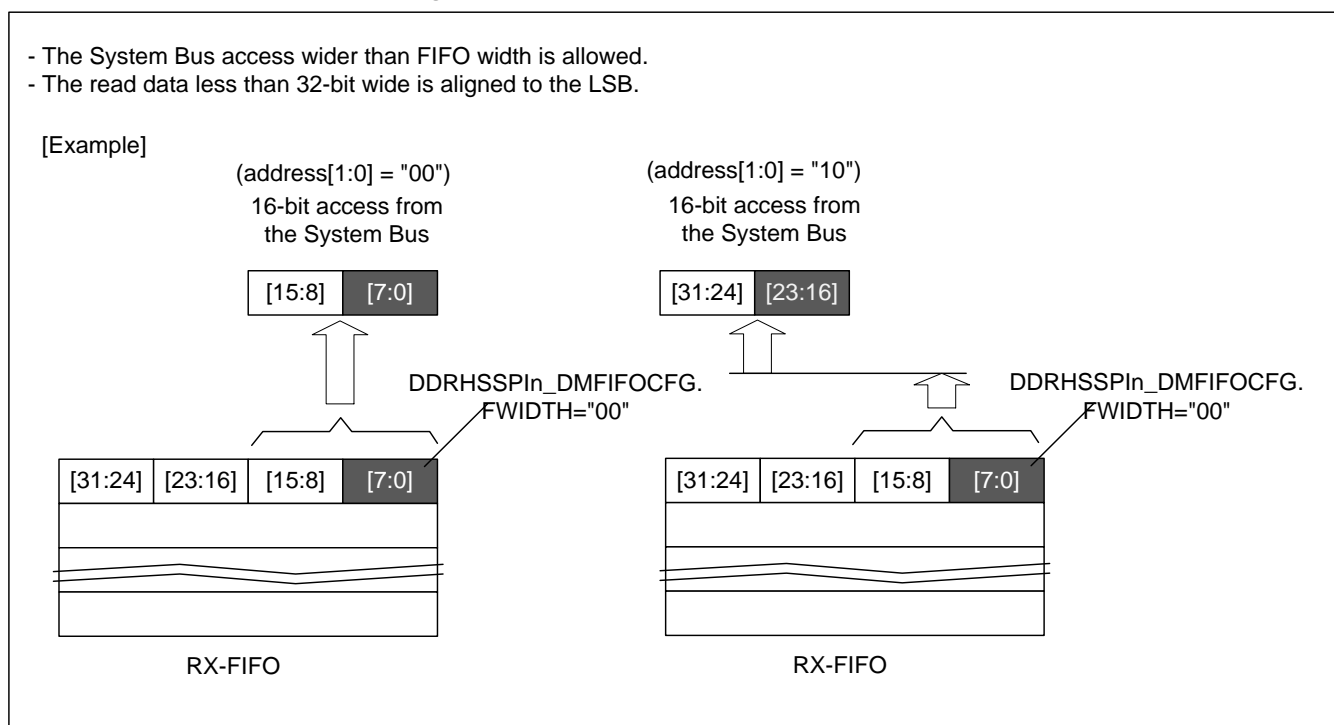 - The System Bus access wider than FIFO width is allowed.
- The read data less than 32-bit wide is aligned to the LSB.
[Example]
(address[1:0] = "00")
16-bit access from
the System Bus
[15:8] [7:0]
DDRHSSPIn_DMFIFOCFG.
FWIDTH="00"
[31:24] [23:16] [15:8] [7:0]
RX-FIFO
(address[1:0] = "10")
16-bit access from
the System Bus
[31:24] [23:16]
DDRHSSPIn_DMFIFOCFG.
FWIDTH="00"
[31:24] [23:16] [15:8] [7:0]
RX-FIFO